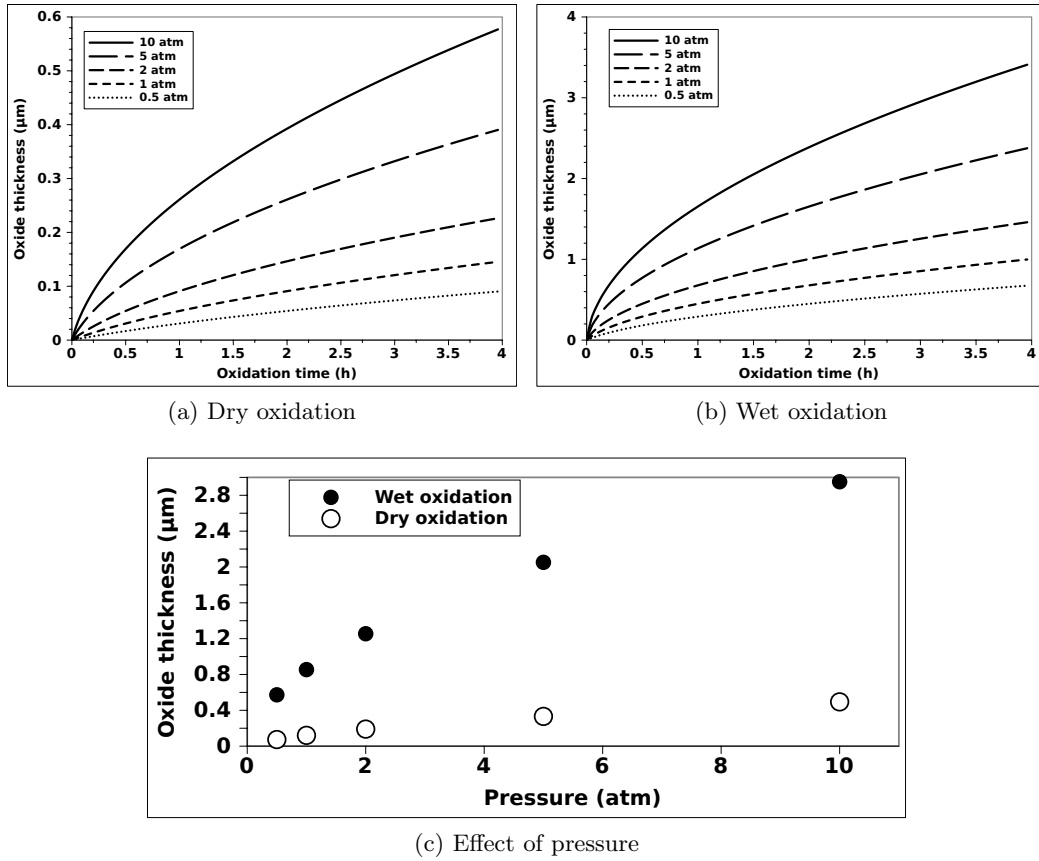 0.6
0.5
0.4
0.3
0.2
0.1
0
Oxide thickness (µm)
10 atm
5 atm
2 atm
1 atm
0.5 atm
0 0.5 1 1.5 2 2.5 3 3.5 4
Oxidation time (h)
(a) Dry oxidation
4
3
2
1
0
Oxide thickness (µm)
10 atm
5 atm
2 atm
1 atm
0.5 atm
0 0.5 1 1.5 2 2.5 3 3.5 4
Oxidation time (h)
(b) Wet oxidation
2.8
2.4
2
1.6
1.2
0.8
0.4
0
Oxide thickness (µm)
Wet oxidation
Dry oxidation
0 2 4 6 8 10
Pressure (atm)
(c) Effect of pressure